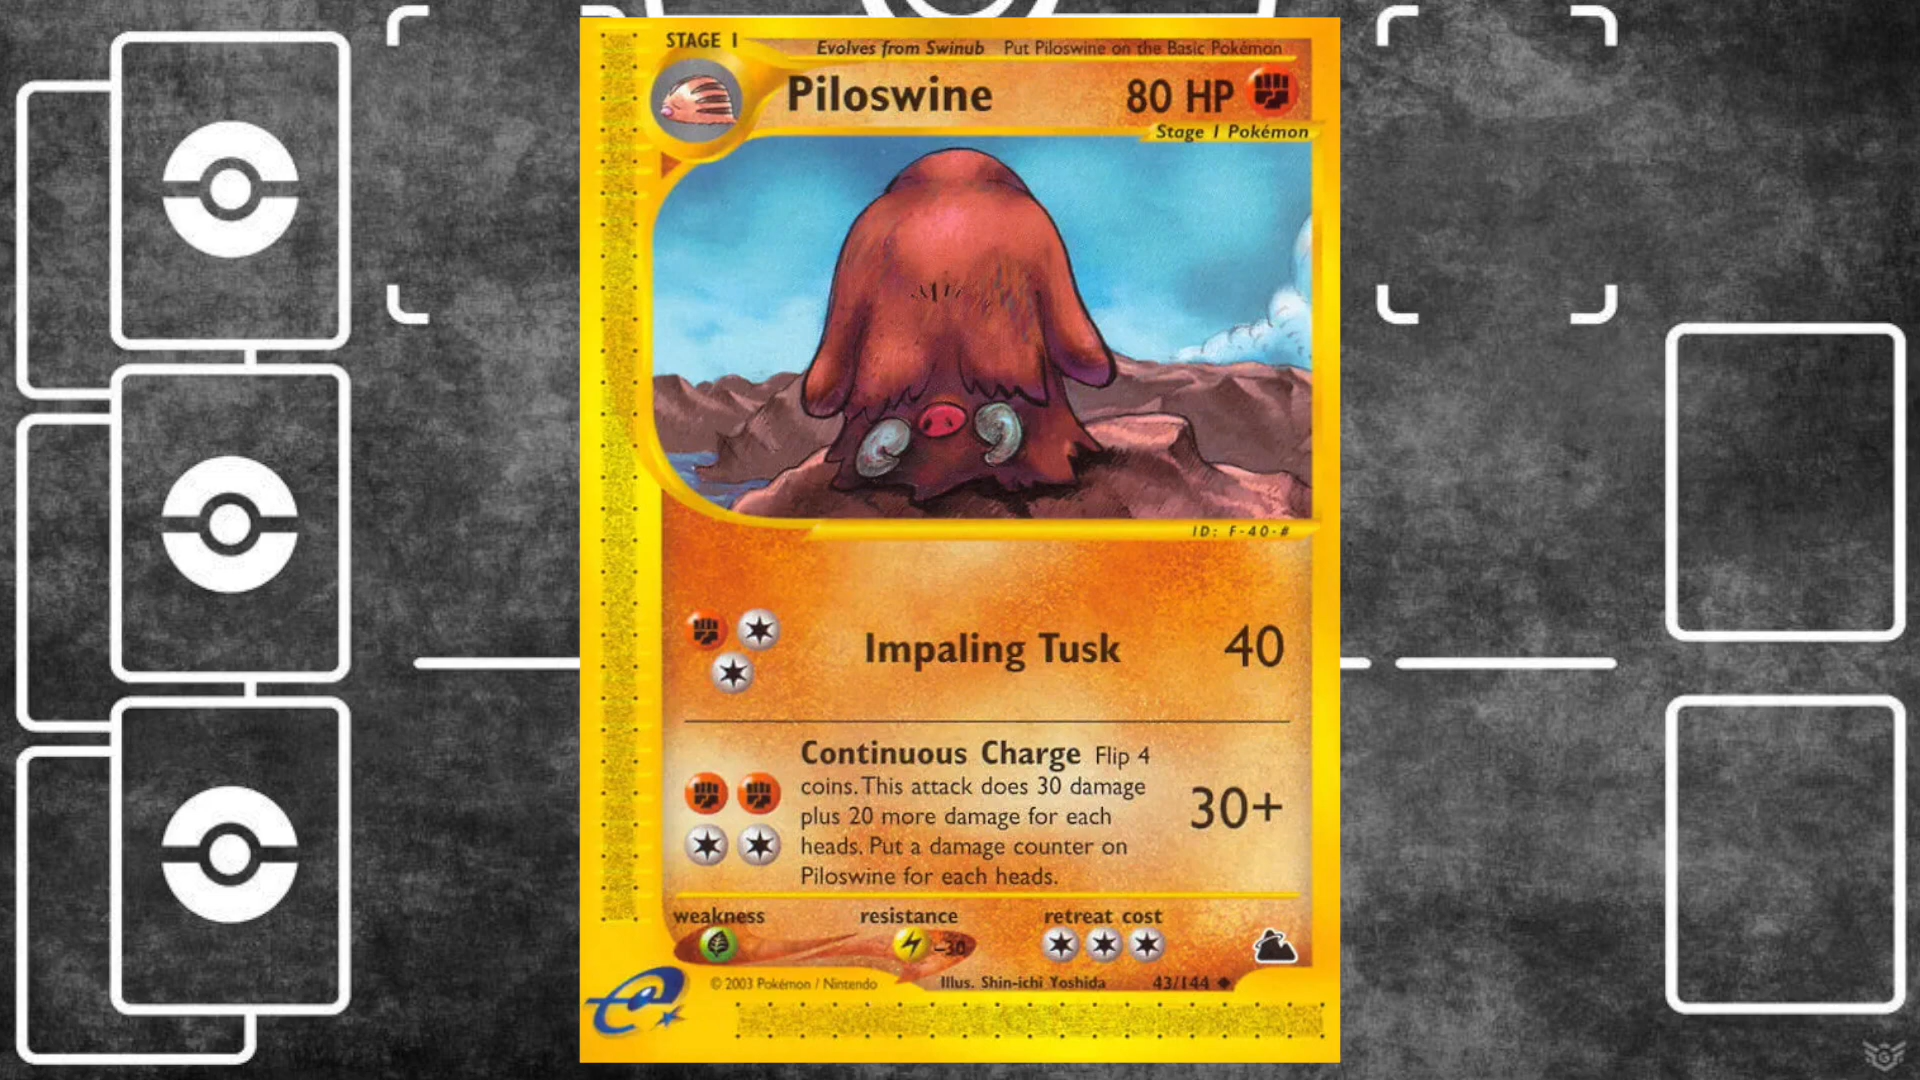 STAGE 1
Evolves from Swinub Put Piloswine on the Basic Pokémon
Piloswine 80 HP
Stage 1 Pokémon
ID: F-40-#
Impaling Tusk 40
Continuous Charge Flip 4
coins. This attack does 30 damage
plus 20 more damage for each
heads. Put a damage counter on
Piloswine for each heads.
30+
weakness resistance retreat cost
-30
© 2003 Pokémon / Nintendo Illus. Shin-ichi Yoshida 43/144
e